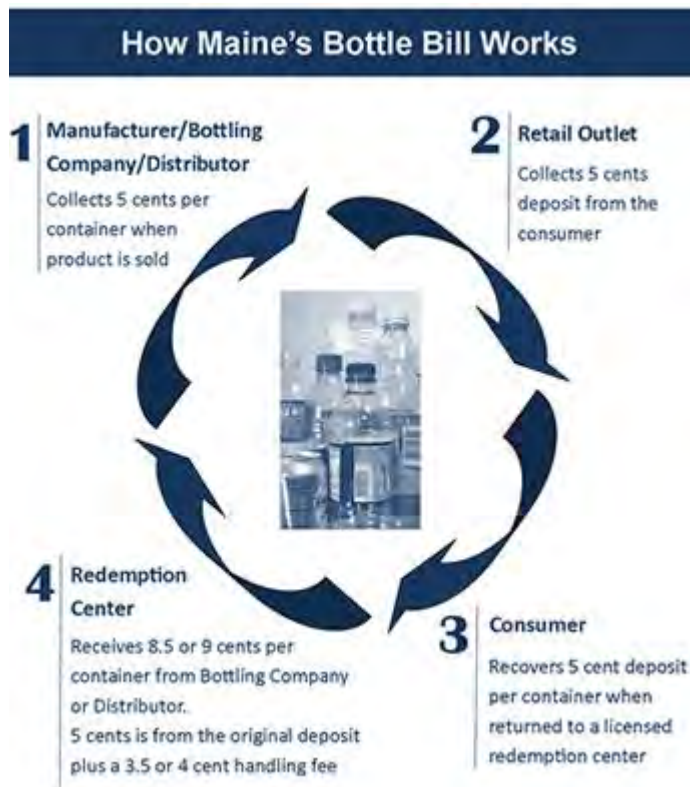 How Maine's Bottle Bill Works
1
Manufacturer/Bottling
Company/Distributor
Collects 5 cents per
container when
product is sold
2
Retail Outlet
Collects 5 cents
deposit from the
consumer
3
Consumer
Recovers 5 cent deposit
per container when
returned to a licensed
redemption center
4
Redemption
Center
Receives 8.5 or 9 cents per
container from Bottling Company
or Distributor.
5 cents is from the original deposit
plus a 3.5 or 4 cent handling fee